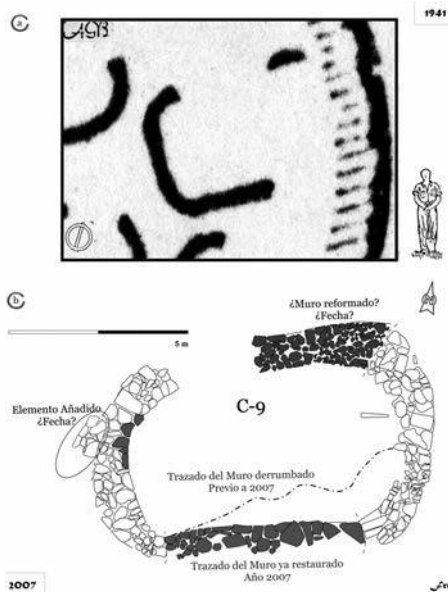 a
1941
b
¿Muro reformado?
¿Fecha?
5 m
C-9
Elemento Añadido
¿Fecha?
Trazado del Muro derrumbado
Previo a 2007
Trazado del Muro ya restaurado
Año 2007
2007